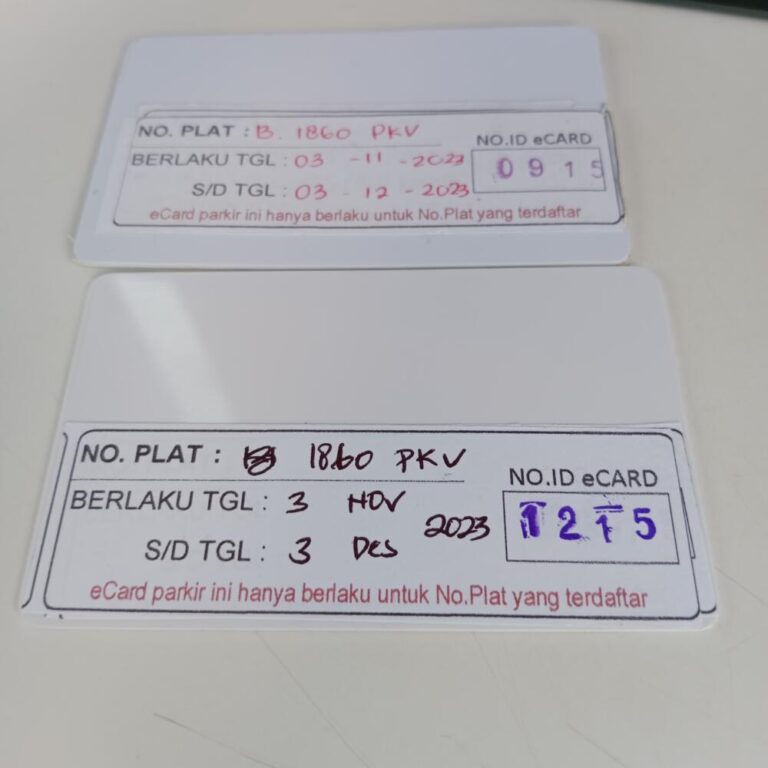 NO. PLAT : B. 1860 PKV
BERLAKU TGL : 03 - 11 - 2023
S/D TGL : 03 - 12 - 2023
NO.ID eCARD
0915
eCard parkir ini hanya berlaku untuk No.Plat yang terdaftar
NO. PLAT : B 1860 PKV
BERLAKU TGL : 3 NOV
S/D TGL : 3 Des
2023
NO.ID eCARD
1215
eCard parkir ini hanya berlaku untuk No.Plat yang terdaftar